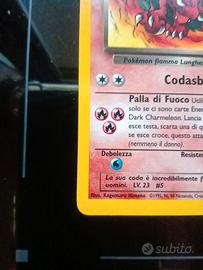 Pokémon fiamma Lunghe
Codasb
Palla di Fuoco Utili
solo se ci sono carte Ene
Dark Charmeleon. Lancia
esce testa, scarta una di q
se esce croce, questo atta
(nemmeno il danno).
Debolezza
Resisten
La sua coda è incredibilmente f
uomini. LV. 23 #5
Illus. Kagemaru Himeno ©1995, 96, 98 Nintendo, Crea
subito